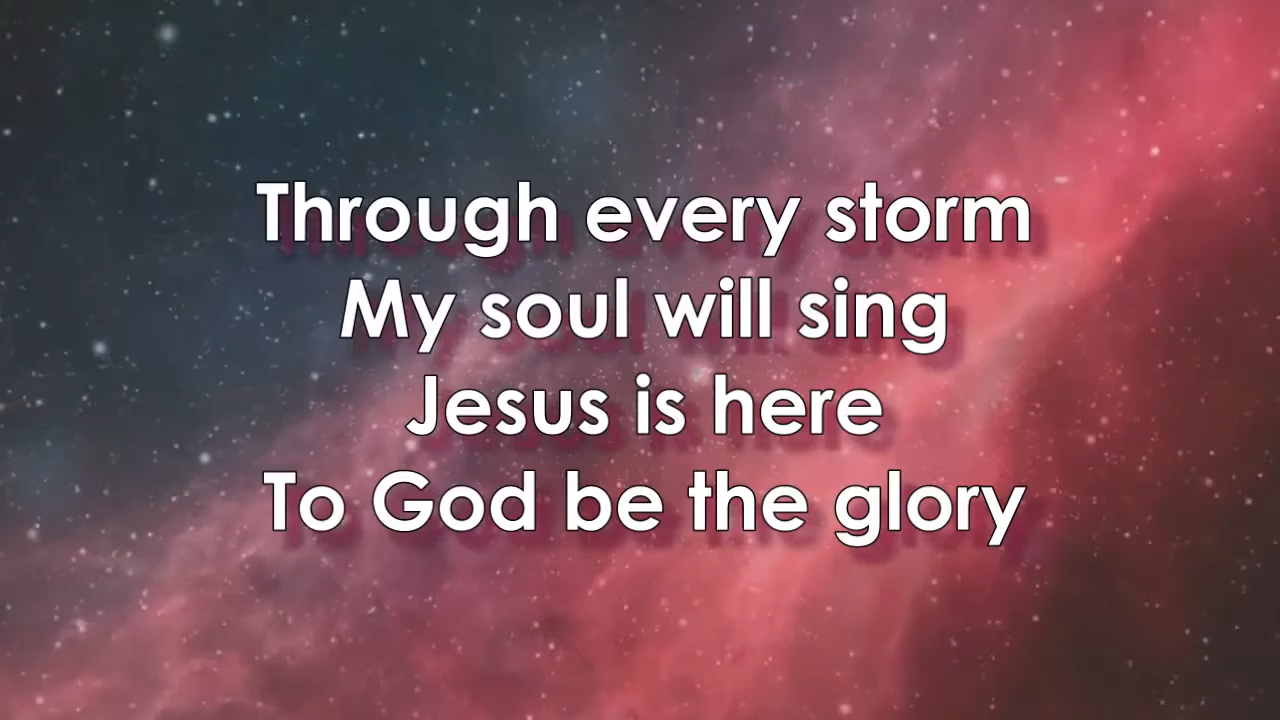 Through every storm
My soul will sing
Jesus is here
To God be the glory